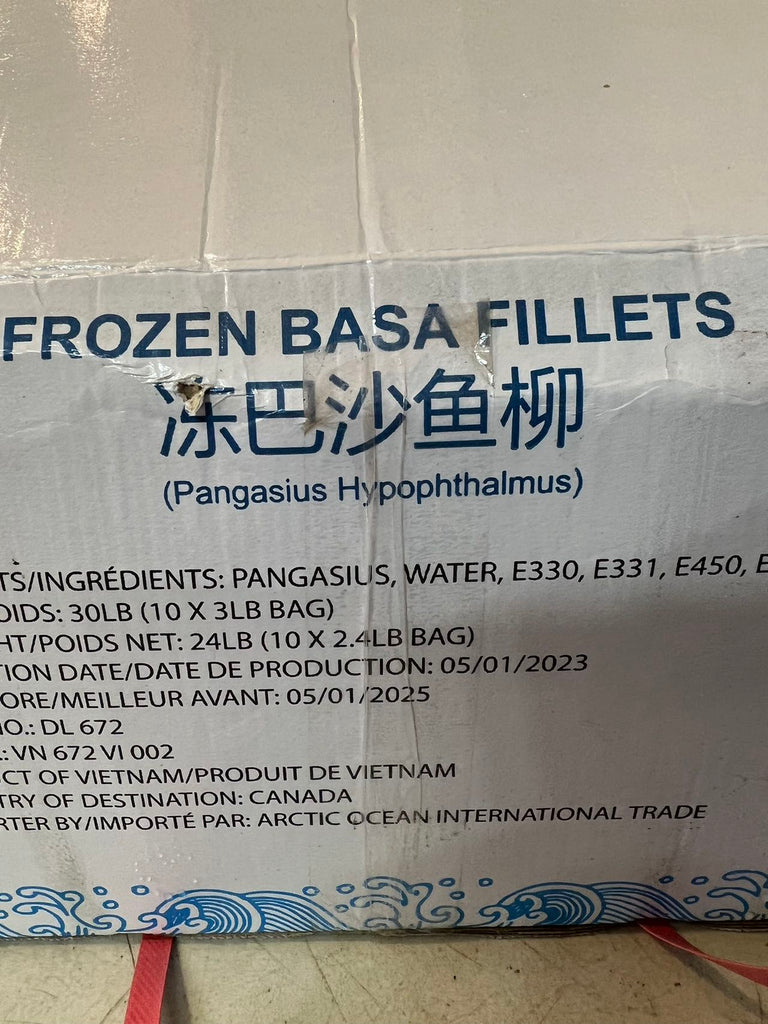 FROZEN BASA FILLETS
冻巴沙鱼柳
(Pangasius Hypophthalmus)
TS/INGRÉDIENTS: PANGASIUS, WATER, E330, E331, E450, E
OIDS: 30LB (10 X 3LB BAG)
HT/POIDS NET: 24LB (10 X 2.4LB BAG)
TION DATE/DATE DE PRODUCTION: 05/01/2023
ORE/MEILLEUR AVANT: 05/01/2025
NO.: DL 672
.: VN 672 VI 002
CT OF VIETNAM/PRODUIT DE VIETNAM
TRY OF DESTINATION: CANADA
RTER BY/IMPORTÉ PAR: ARCTIC OCEAN INTERNATIONAL TRADE